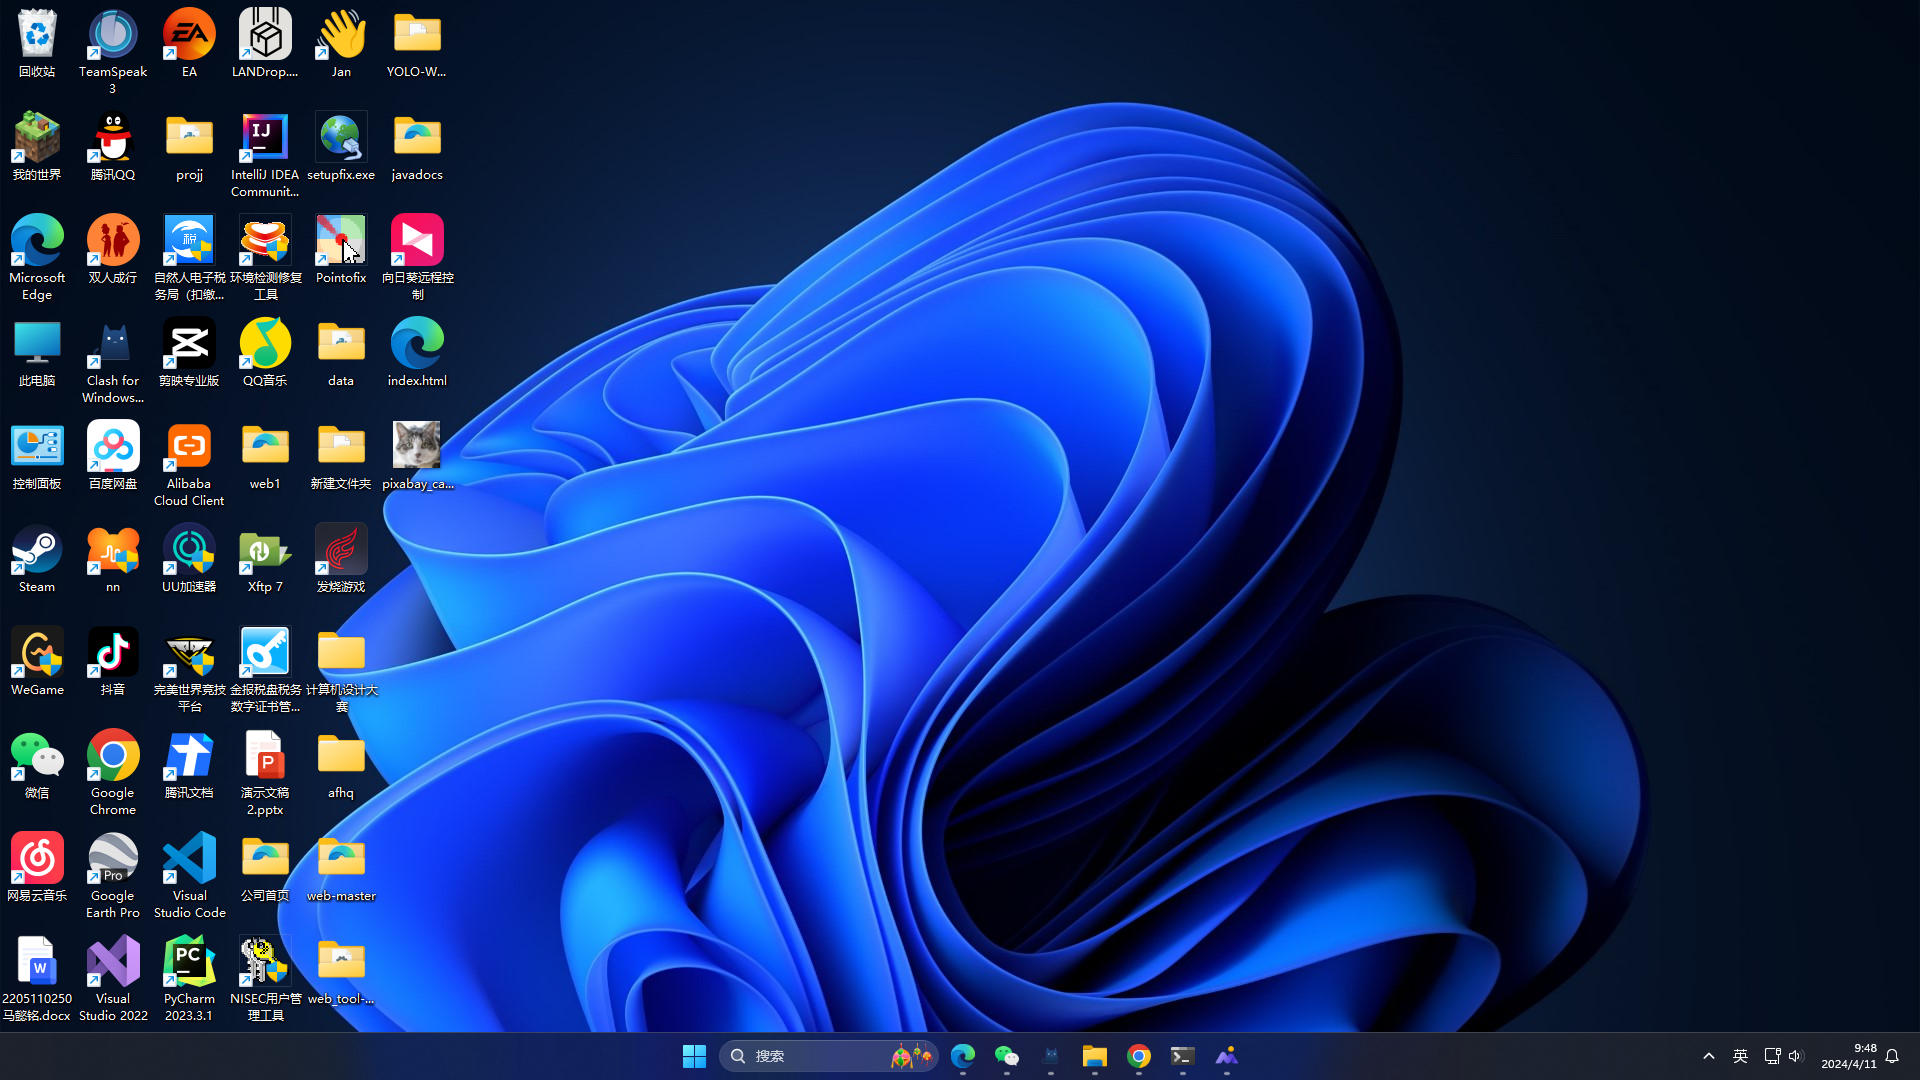 回收站
TeamSpeak
3
EA
LANDrop....
Jan
YOLO-W...
我的世界
腾讯QQ
projj
IJ
IntelliJ IDEA
Communit...
setupfix.exe
javadocs
Microsoft
Edge
双人成行
税
自然人电子税
务局（扣缴...
环境检测修复
工具
Pointofix
向日葵远程控
制
此电脑
Clash for
Windows...
剪映专业版
QQ音乐
data
index.html
控制面板
百度网盘
Alibaba
Cloud Client
web1
新建文件夹
pixabay_ca...
Steam
nn
UU加速器
Xftp 7
发烧游戏
WeGame
抖音
完美世界竞技
平台
金报税盘税务
数字证书管...
计算机设计大
赛
微信
Google
Chrome
腾讯文档
P
演示文稿
2.pptx
afhq
网易云音乐
Pro
Google
Earth Pro
Visual
Studio Code
公司首页
web-master
W
2205110250
马懿铭.docx
Visual
Studio 2022
PC
PyCharm
2023.3.1
NISEC用户管
理工具
web_tool-...
搜索
英
9:48
2024/4/11